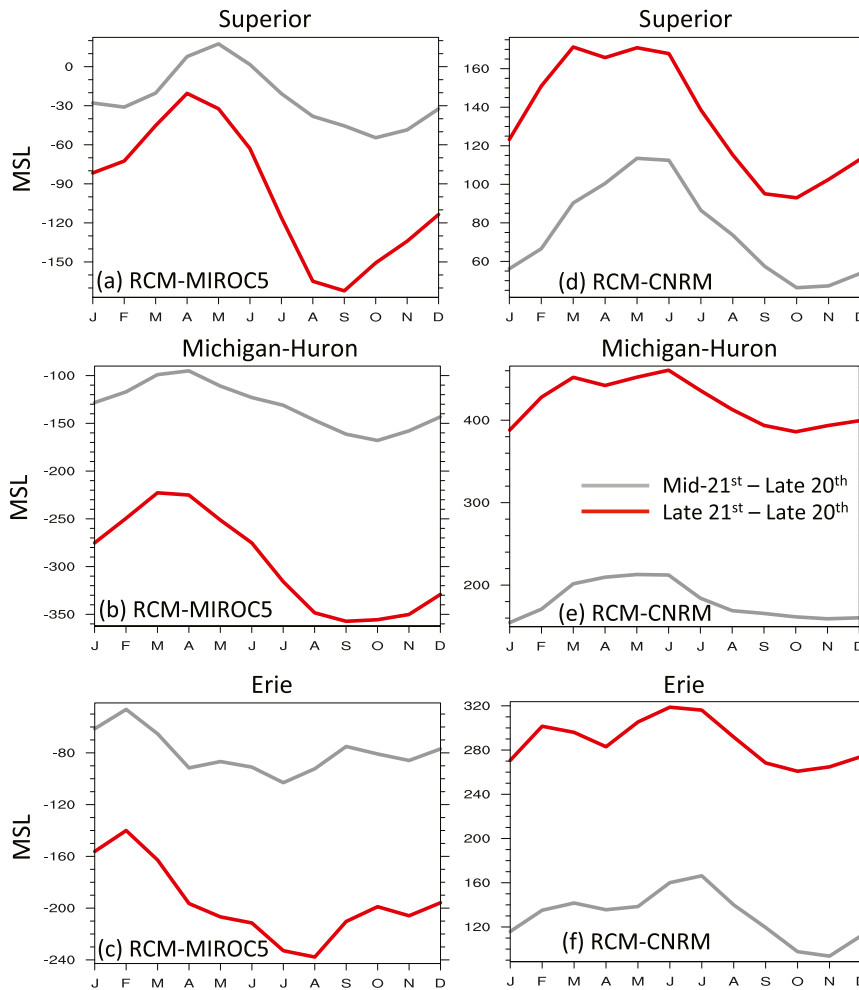 Superior
MSL
0
-30
-60
-90
-120
-150
(a) RCM-MIROC5
J F M A M J J A S O N D
Superior
160
140
120
100
80
60
(d) RCM-CNRM
J F M A M J J A S O N D
Michigan-Huron
-100
-150
-200
-250
-300
-350
(b) RCM-MIROC5
J F M A M J J A S O N D
Michigan-Huron
400
300
200
Mid-21st – Late 20th
Late 21st – Late 20th
(e) RCM-CNRM
J F M A M J J A S O N D
Erie
MSL
-80
-120
-160
-200
-240
(c) RCM-MIROC5
J F M A M J J A S O N D
Erie
320
280
240
200
160
120
(f) RCM-CNRM
J F M A M J J A S O N D